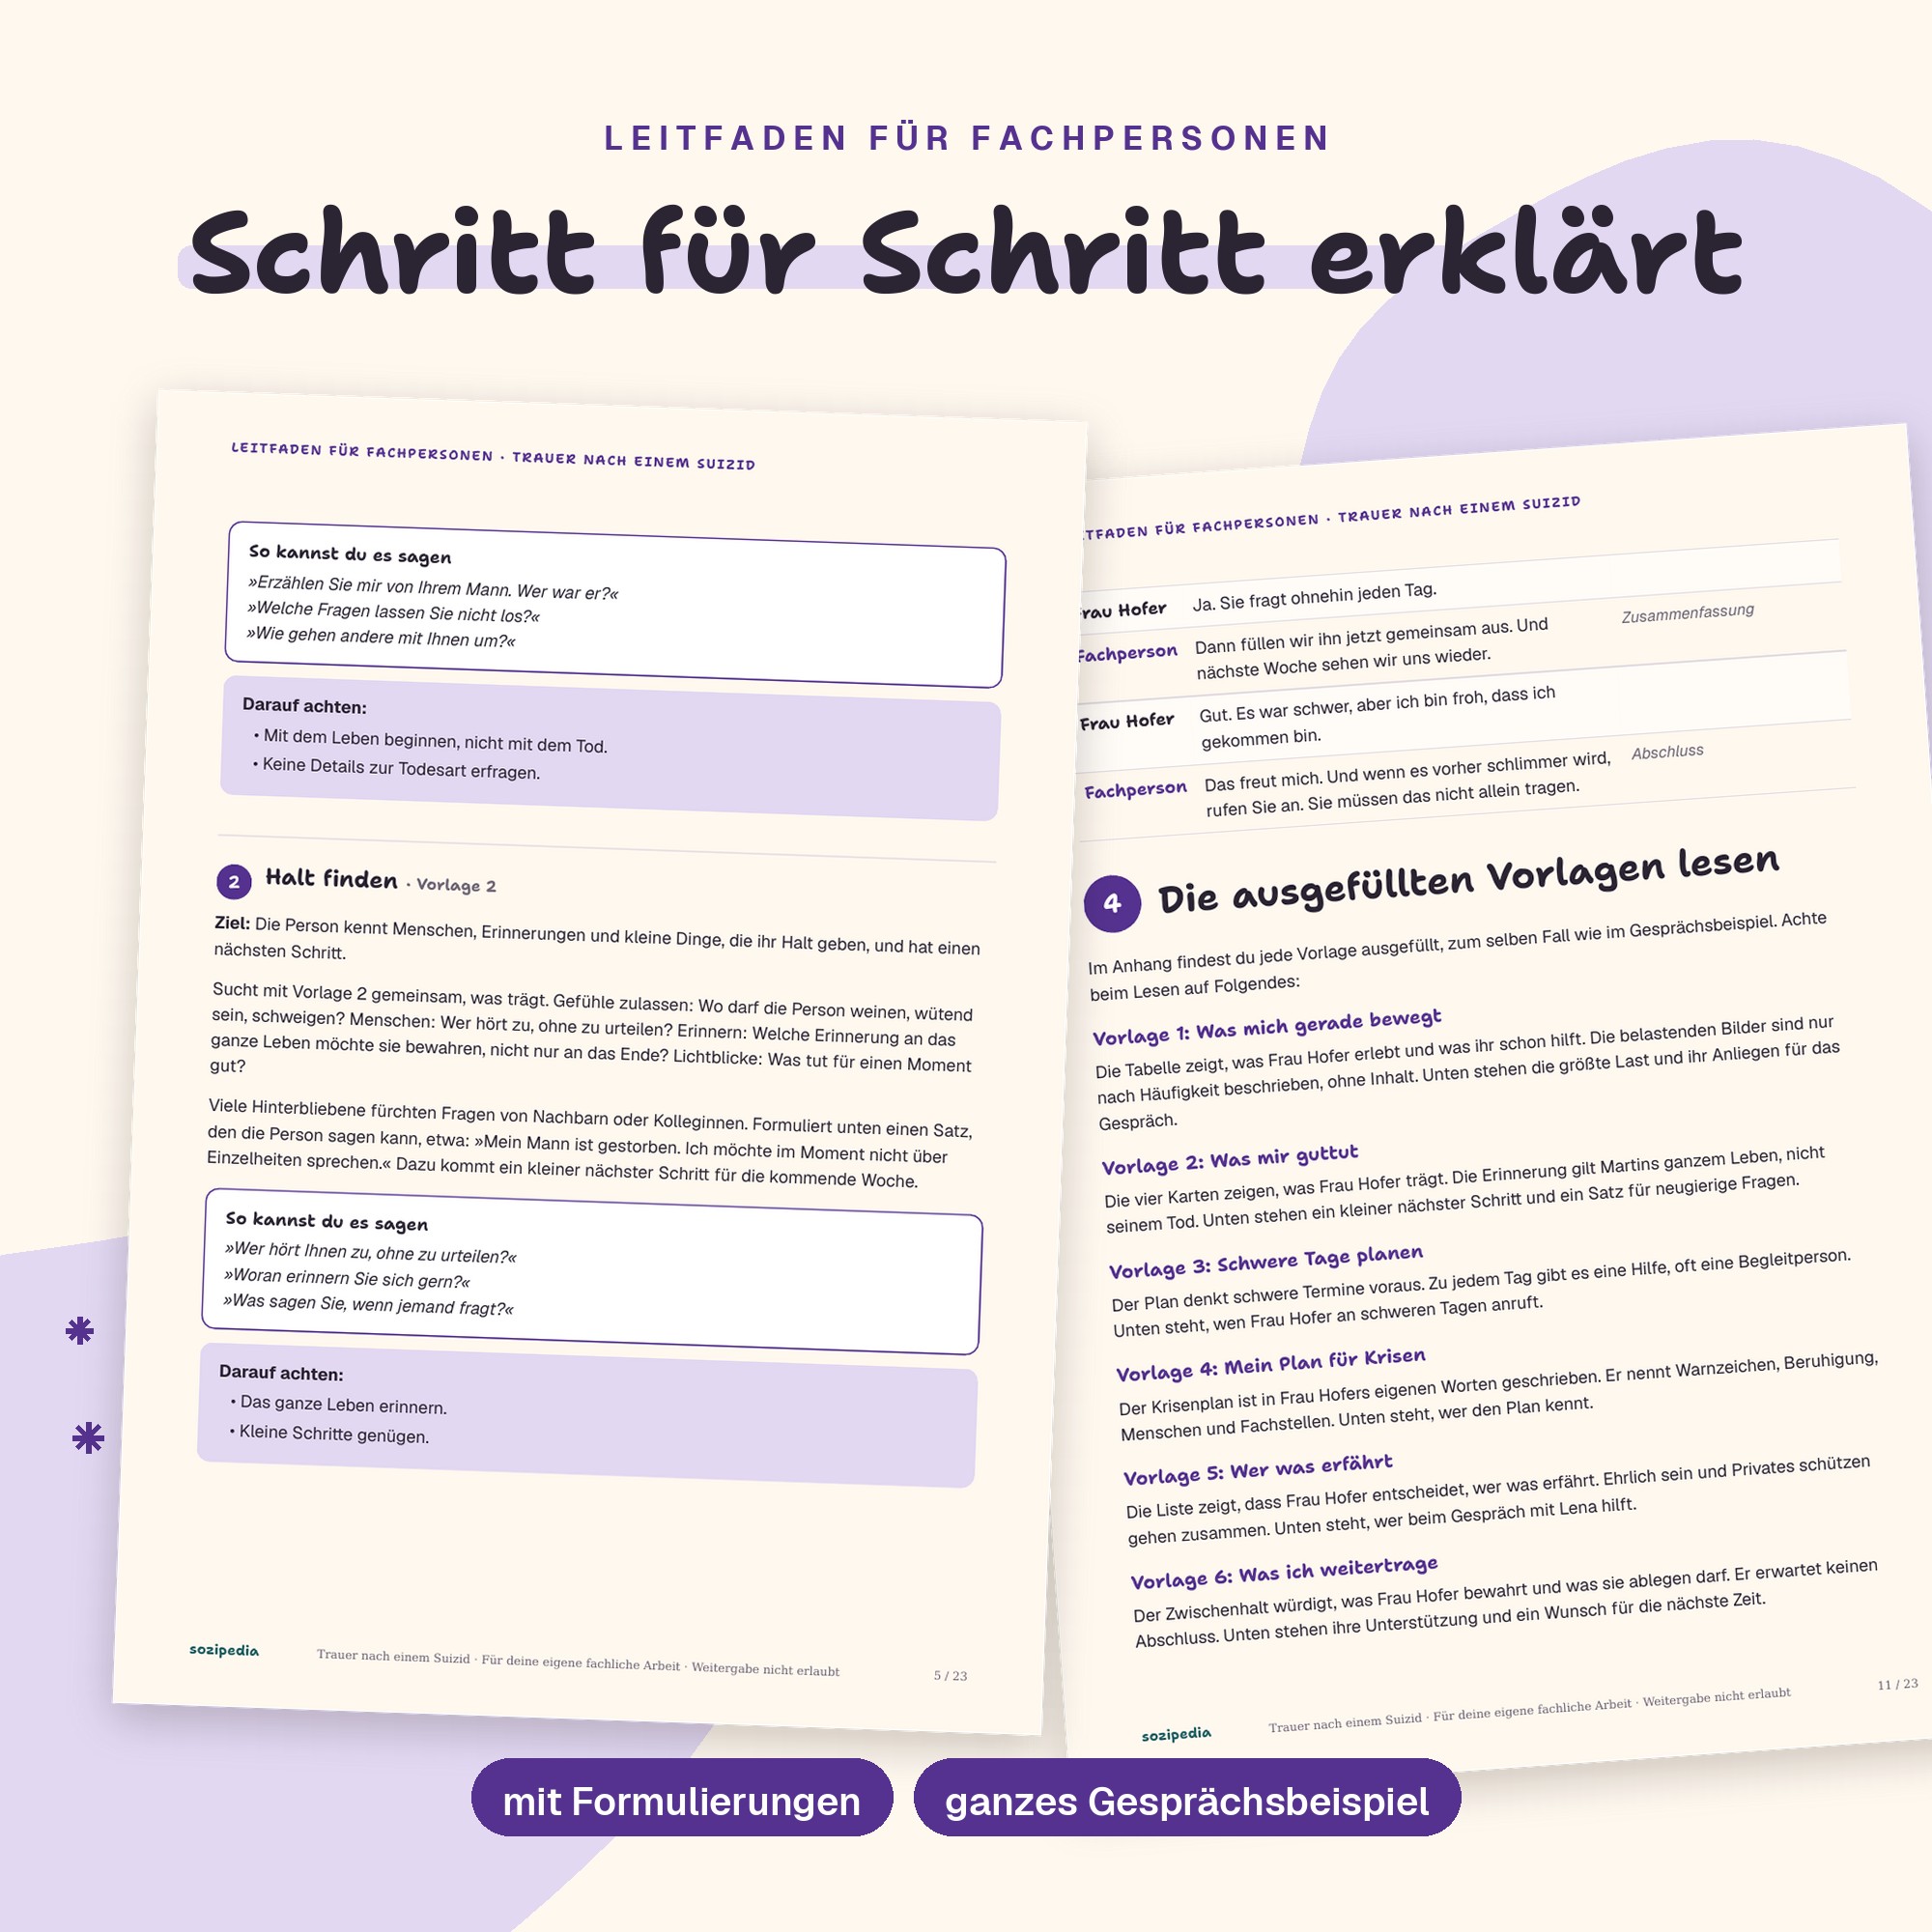 LEITFADEN FÜR FACHPERSONEN
Schritt für Schritt erklärt
LEITFADEN FÜR FACHPERSONEN · TRAUER NACH EINEM SUIZID
So kannst du es sagen
»Erzählen Sie mir von Ihrem Mann. Wer war er?«
»Welche Fragen lassen Sie nicht los?«
»Wie gehen andere mit Ihnen um?«
Darauf achten:
• Mit dem Leben beginnen, nicht mit dem Tod.
• Keine Details zur Todesart erfragen.
2 Halt finden · Vorlage 2
Ziel: Die Person kennt Menschen, Erinnerungen und kleine Dinge, die ihr Halt geben, und hat einen
nächsten Schritt.
Sucht mit Vorlage 2 gemeinsam, was trägt. Gefühle zulassen: Wo darf die Person weinen, wütend
sein, schweigen? Menschen: Wer hört zu, ohne zu urteilen? Erinnern: Welche Erinnerung an das
ganze Leben möchte sie bewahren, nicht nur an das Ende? Lichtblicke: Was tut für einen Moment
gut?
Viele Hinterbliebene fürchten Fragen von Nachbarn oder Kolleginnen. Formuliert unten einen Satz,
den die Person sagen kann, etwa: »Mein Mann ist gestorben. Ich möchte im Moment nicht über
Einzelheiten sprechen.« Dazu kommt ein kleiner nächster Schritt für die kommende Woche.
So kannst du es sagen
»Wer hört Ihnen zu, ohne zu urteilen?«
»Woran erinnern Sie sich gern?«
»Was sagen Sie, wenn jemand fragt?«
Darauf achten:
• Das ganze Leben erinnern.
• Kleine Schritte genügen.
sozipedia Trauer nach einem Suizid · Für deine eigene fachliche Arbeit · Weitergabe nicht erlaubt 5 / 23
TFADEN FÜR FACHPERSONEN · TRAUER NACH EINEM SUIZID
Frau Hofer Ja. Sie fragt ohnehin jeden Tag.
Fachperson Dann füllen wir ihn jetzt gemeinsam aus. Und Zusammenfassung
nächste Woche sehen wir uns wieder.
Frau Hofer Gut. Es war schwer, aber ich bin froh, dass ich
gekommen bin.
Fachperson Das freut mich. Und wenn es vorher schlimmer wird, Abschluss
rufen Sie an. Sie müssen das nicht allein tragen.
4 Die ausgefüllten Vorlagen lesen
Im Anhang findest du jede Vorlage ausgefüllt, zum selben Fall wie im Gesprächsbeispiel. Achte
beim Lesen auf Folgendes:
Vorlage 1: Was mich gerade bewegt
Die Tabelle zeigt, was Frau Hofer erlebt und was ihr schon hilft. Die belastenden Bilder sind nur
nach Häufigkeit beschrieben, ohne Inhalt. Unten stehen die größte Last und ihr Anliegen für das
Gespräch.
Vorlage 2: Was mir guttut
Die vier Karten zeigen, was Frau Hofer trägt. Die Erinnerung gilt Martins ganzem Leben, nicht
seinem Tod. Unten stehen ein kleiner nächster Schritt und ein Satz für neugierige Fragen.
Vorlage 3: Schwere Tage planen
Der Plan denkt schwere Termine voraus. Zu jedem Tag gibt es eine Hilfe, oft eine Begleitperson.
Unten steht, wen Frau Hofer an schweren Tagen anruft.
Vorlage 4: Mein Plan für Krisen
Der Krisenplan ist in Frau Hofers eigenen Worten geschrieben. Er nennt Warnzeichen, Beruhigung,
Menschen und Fachstellen. Unten steht, wer den Plan kennt.
Vorlage 5: Wer was erfährt
Die Liste zeigt, dass Frau Hofer entscheidet, wer was erfährt. Ehrlich sein und Privates schützen
gehen zusammen. Unten steht, wer beim Gespräch mit Lena hilft.
Vorlage 6: Was ich weitertrage
Der Zwischenhalt würdigt, was Frau Hofer bewahrt und was sie ablegen darf. Er erwartet keinen
Abschluss. Unten stehen ihre Unterstützung und ein Wunsch für die nächste Zeit.
sozipedia Trauer nach einem Suizid · Für deine eigene fachliche Arbeit · Weitergabe nicht erlaubt 11 / 23
mit Formulierungen
ganzes Gesprächsbeispiel